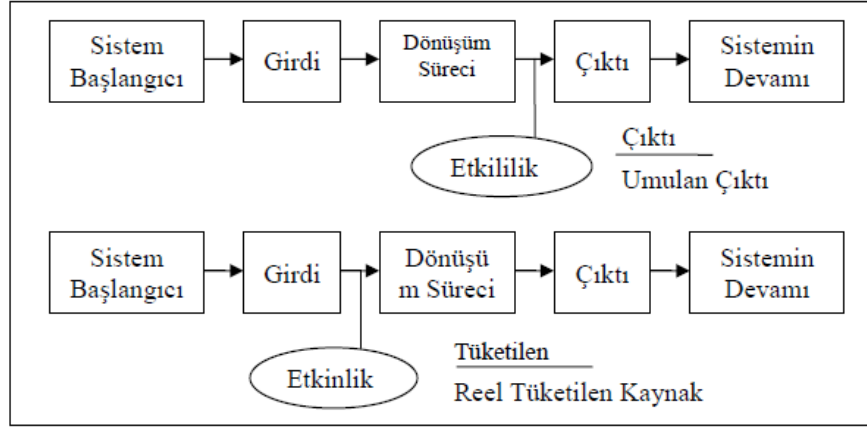 Sistem
Başlangıcı
Girdi
Dönüşüm
Süreci
Çıktı
Sistemin
Devamı
Etkililik
Çıktı
Umulan Çıktı
Sistem
Başlangıcı
Girdi
Dönüşü
m Süreci
Çıktı
Sistemin
Devamı
Etkinlik
Tüketilen
Reel Tüketilen Kaynak